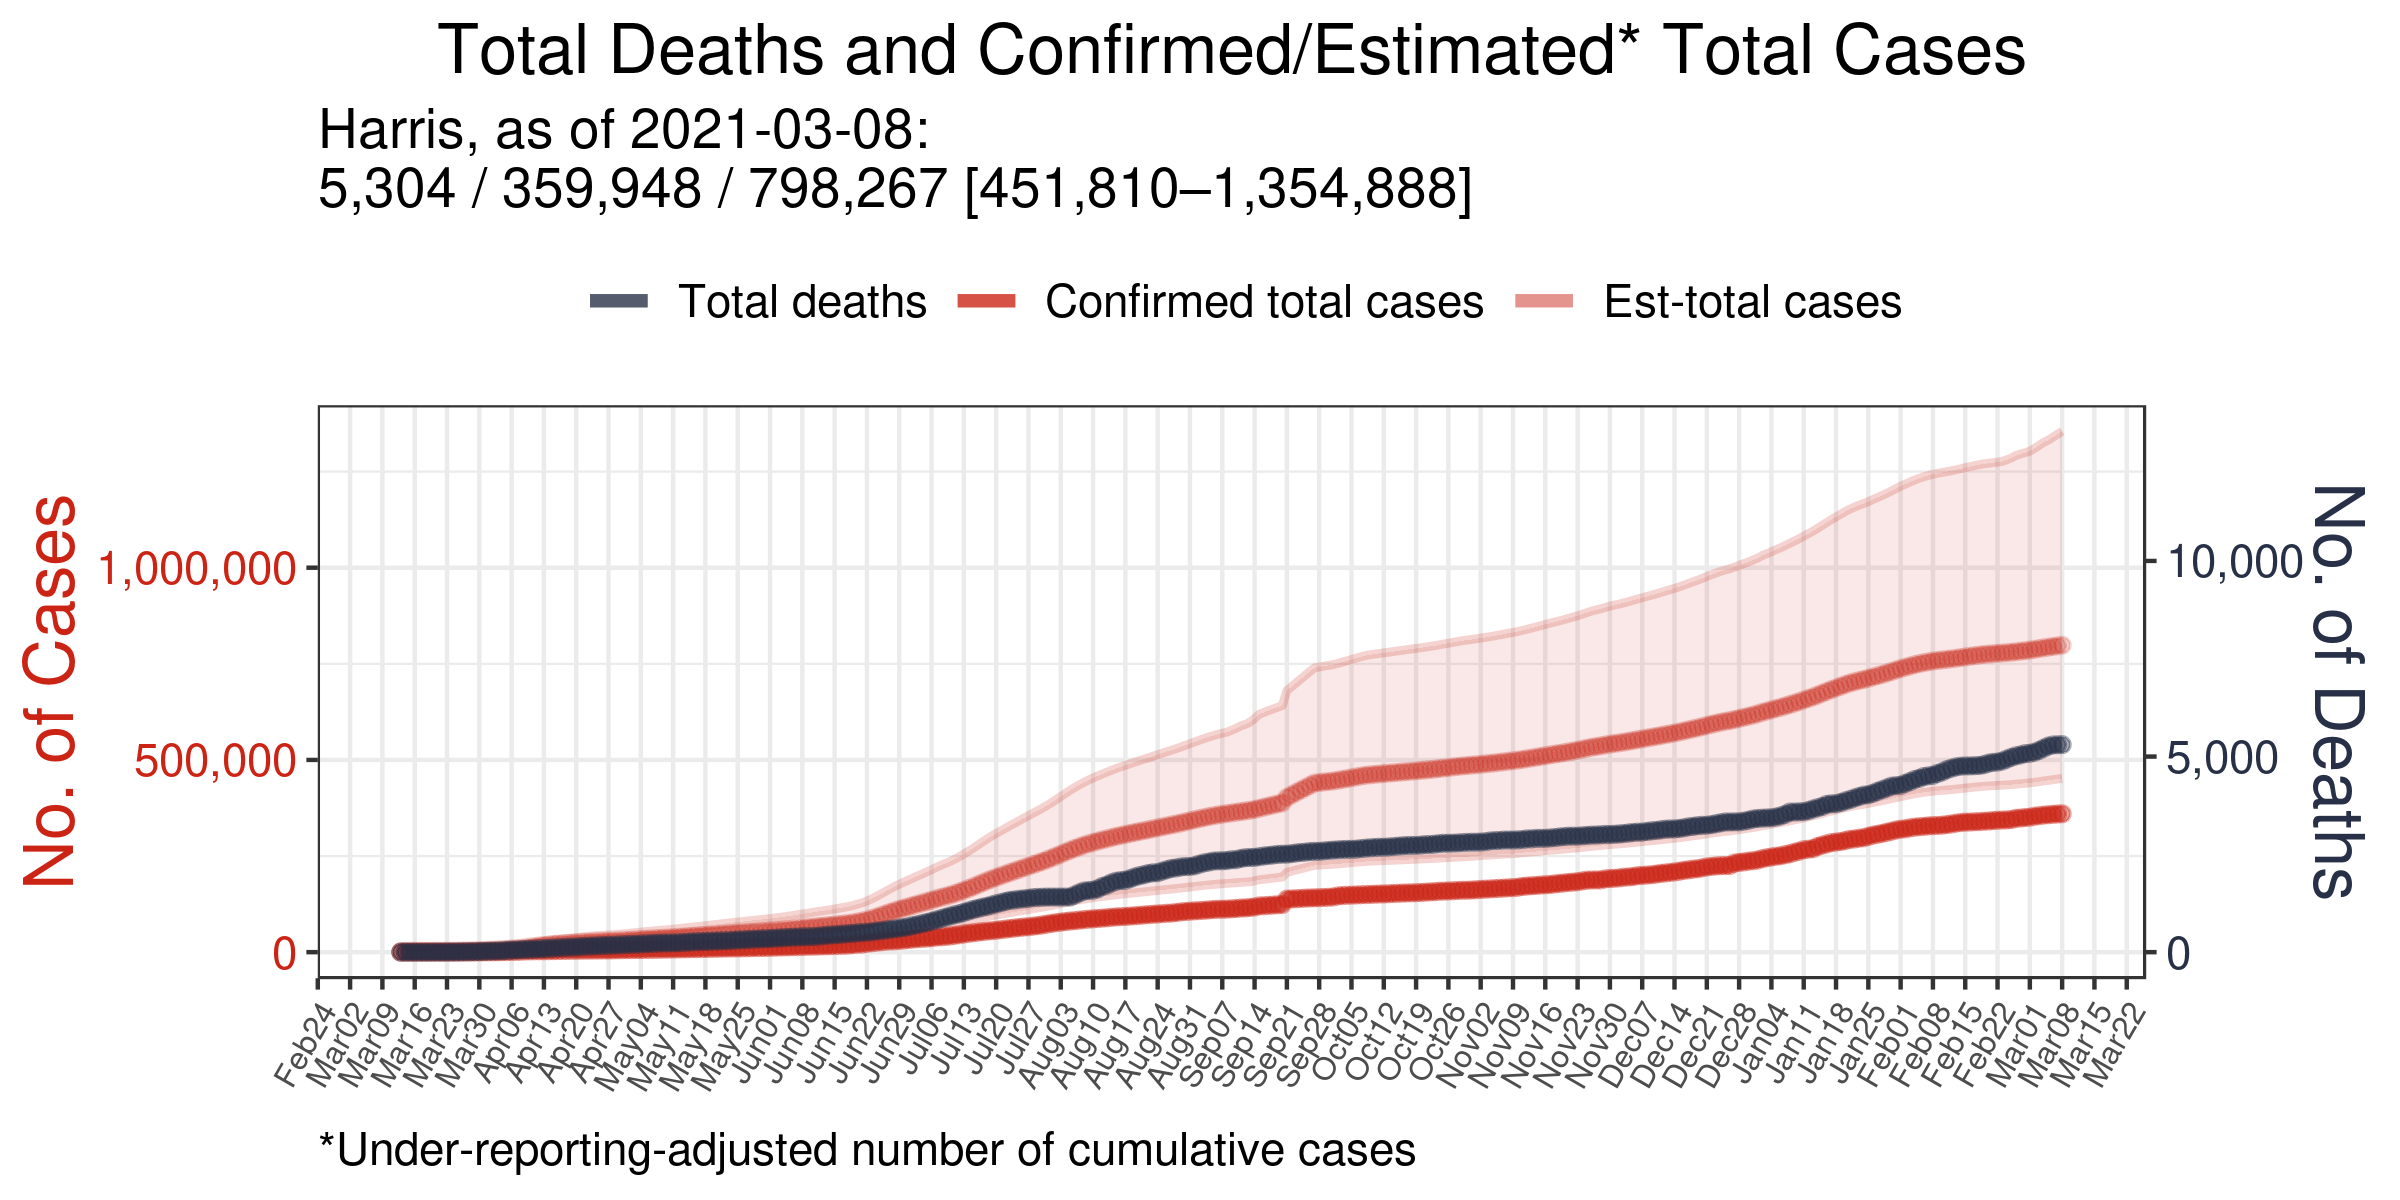 Total Deaths and Confirmed/Estimated* Total Cases
Harris, as of 2021-03-08:
5,304 / 359,948 / 798,267 [451,810–1,354,888]
Total deaths
Confirmed total cases
Est-total cases
No. of Cases
1,000,000
500,000
0
No. of Deaths
10,000
5,000
0
Feb24
Mar02
Mar09
Mar16
Mar23
Mar30
Apr06
Apr13
Apr20
Apr27
May04
May11
May18
May25
Jun01
Jun08
Jun15
Jun22
Jun29
Jul06
Jul13
Jul20
Jul27
Aug03
Aug10
Aug17
Aug24
Aug31
Sep07
Sep14
Sep21
Sep28
Oct05
Oct12
Oct19
Oct26
Nov02
Nov09
Nov16
Nov23
Nov30
Dec07
Dec14
Dec21
Dec28
Jan04
Jan11
Jan18
Jan25
Feb01
Feb08
Feb15
Feb22
Mar01
Mar08
Mar15
Mar22
*Under-reporting-adjusted number of cumulative cases